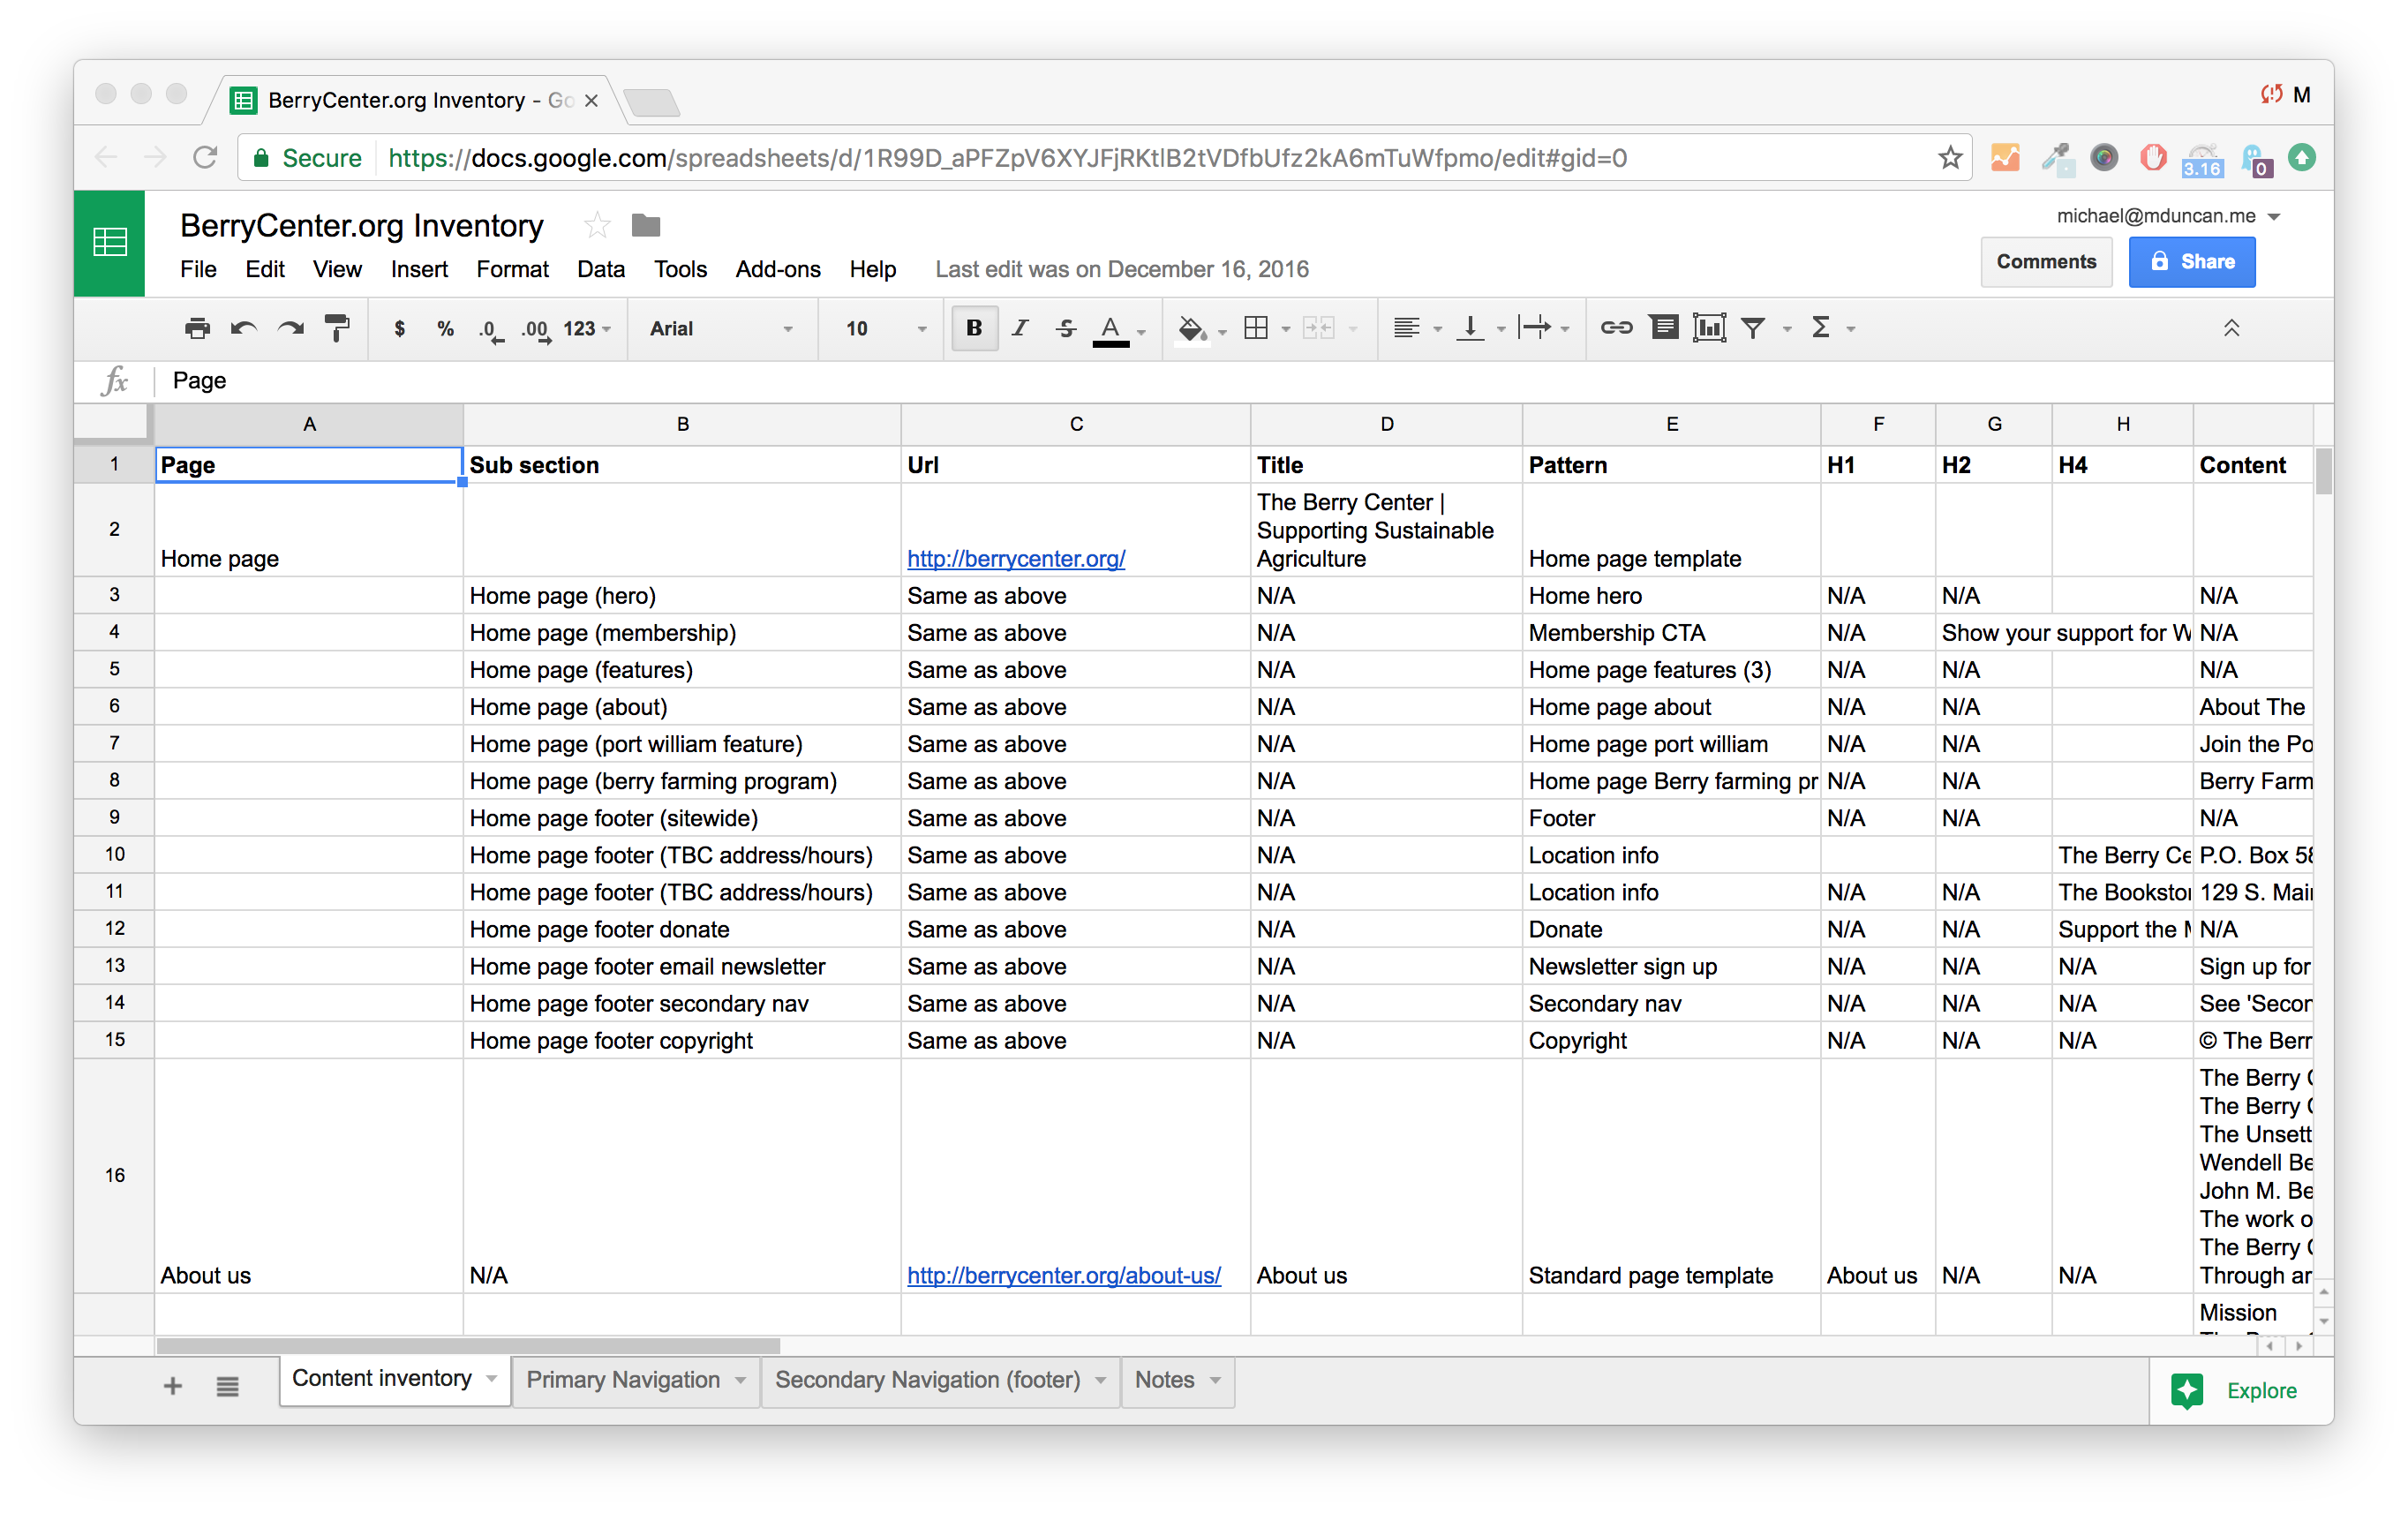 BerryCenter.org Inventory - Go
M
Secure https://docs.google.com/spreadsheets/d/1R99D_aPFZpV6XYJFjRKtlB2tVDfbUfz2kA6mTuWfpmo/edit#gid=0
3.16 0
BerryCenter.org Inventory
michael@mduncan.me
File Edit View Insert Format Data Tools Add-ons Help Last edit was on December 16, 2016
Comments Share
$ % .0 .00 123 Arial 10 B I S A Σ
fx Page
A B C D E F G H
1 Page Sub section Url Title Pattern H1 H2 H4 Content
The Berry Center |
Supporting Sustainable
2 Home page http://berrycenter.org/ Agriculture Home page template
3 Home page (hero) Same as above N/A Home hero N/A N/A N/A
4 Home page (membership) Same as above N/A Membership CTA N/A Show your support for W N/A
5 Home page (features) Same as above N/A Home page features (3) N/A N/A N/A
6 Home page (about) Same as above N/A Home page about N/A N/A About The
7 Home page (port william feature) Same as above N/A Home page port william N/A N/A Join the Po
8 Home page (berry farming program) Same as above N/A Home page Berry farming pr N/A N/A Berry Farm
9 Home page footer (sitewide) Same as above N/A Footer N/A N/A N/A
10 Home page footer (TBC address/hours) Same as above N/A Location info The Berry Ce P.O. Box 58
11 Home page footer (TBC address/hours) Same as above N/A Location info N/A N/A The Bookstor 129 S. Mai
12 Home page footer donate Same as above N/A Donate N/A N/A Support the N/A
13 Home page footer email newsletter Same as above N/A Newsletter sign up N/A N/A N/A Sign up for
14 Home page footer secondary nav Same as above N/A Secondary nav N/A N/A N/A See 'Secon
15 Home page footer copyright Same as above N/A Copyright N/A N/A N/A © The Berr
The Berry
The Berry
The Unsett
Wendell Be
John M. Be
The work o
The Berry
16 About us N/A http://berrycenter.org/about-us/ About us Standard page template About us N/A N/A Through ar
Mission
Content inventory Primary Navigation Secondary Navigation (footer) Notes Explore